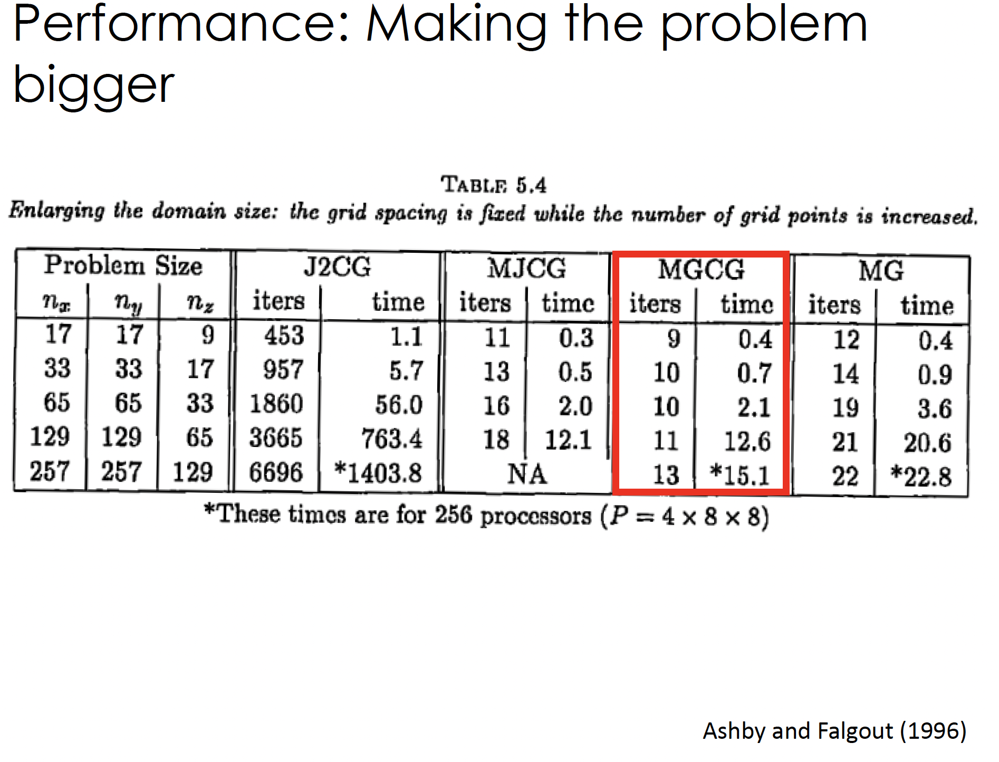 Performance: Making the problem
bigger
TABLE 5.4
Enlarging the domain size: the grid spacing is fixed while the number of grid points is increased.
Problem Size J2CG MJCG MGCG MG
nx ny nz iters time iters time iters time iters time
17 17 9 453 1.1 11 0.3 9 0.4 12 0.4
33 33 17 957 5.7 13 0.5 10 0.7 14 0.9
65 65 33 1860 56.0 16 2.0 10 2.1 19 3.6
129 129 65 3665 763.4 18 12.1 11 12.6 21 20.6
257 257 129 6696 *1403.8 NA 13 *15.1 22 *22.8
*These times are for 256 processors (P = 4 × 8 × 8)
Ashby and Falgout (1996)